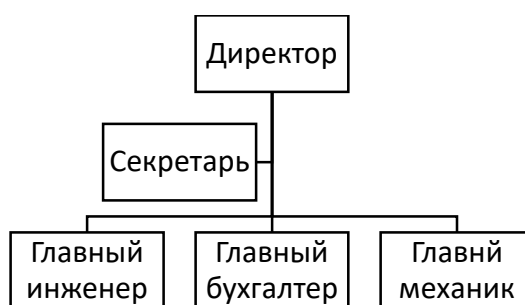 Директор
Секретарь
Главный
инженер
Главный
бухгалтер
Главнй
механик